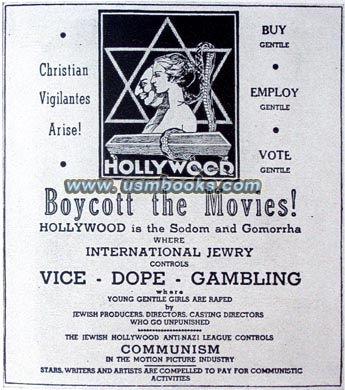 Christian
Vigilantes
Arise!
BUY
GENTILE
EMPLOY
GENTILE
VOTE
GENTILE
HOLLYWOOD
www.usmbooks.com
Boycott the Movies!
HOLLYWOOD is the Sodom and Gomorrha
WHERE
INTERNATIONAL JEWRY
CONTROLS
VICE - DOPE - GAMBLING
where
YOUNG GENTILE GIRLS ARE RAPED
by
JEWISH PRODUCERS, DIRECTORS, CASTING DIRECTORS
WHO GO UNPUNISHED
THE JEWISH HOLLYWOOD ANTI-NAZI LEAGUE CONTROLS
COMMUNISM
IN THE MOTION PICTURE INDUSTRY
STARS, WRITERS AND ARTISTS ARE COMPELLED TO PAY FOR COMMUNISTIC
ACTIVITIES